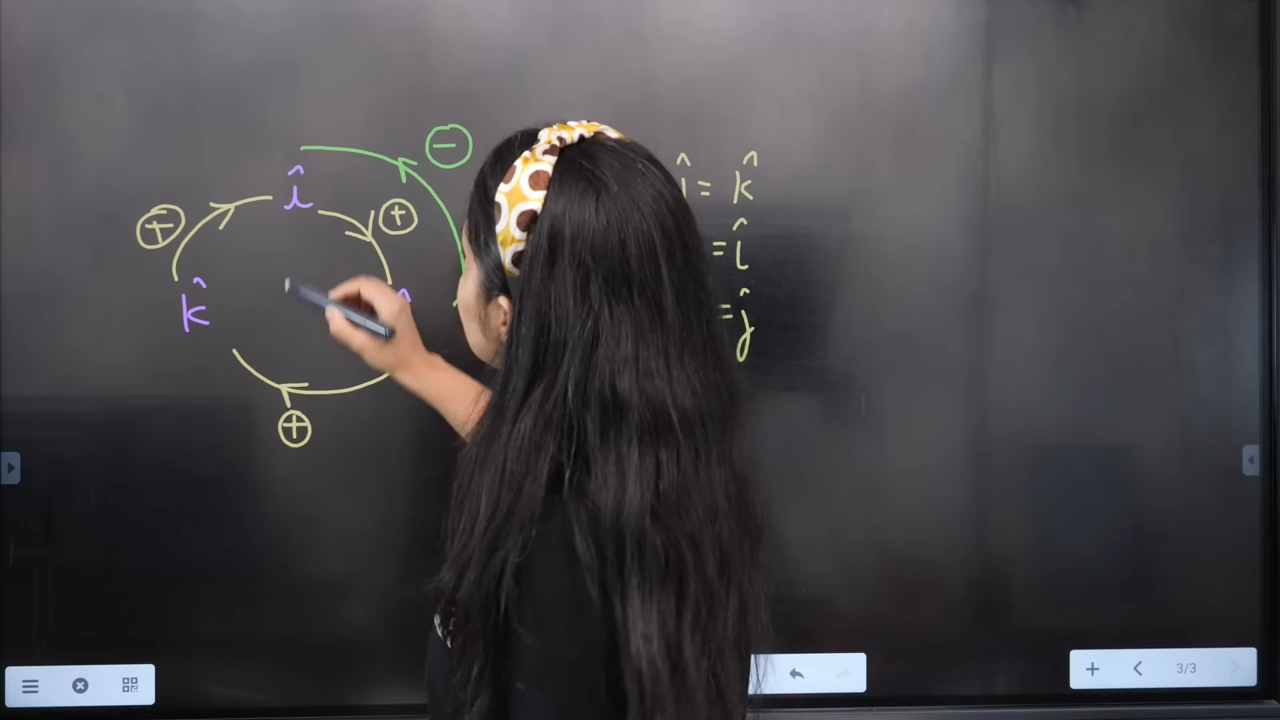 î
⊖
⊕
⊕
k̂
⊕
= k̂
= î
= ĵ
3/3